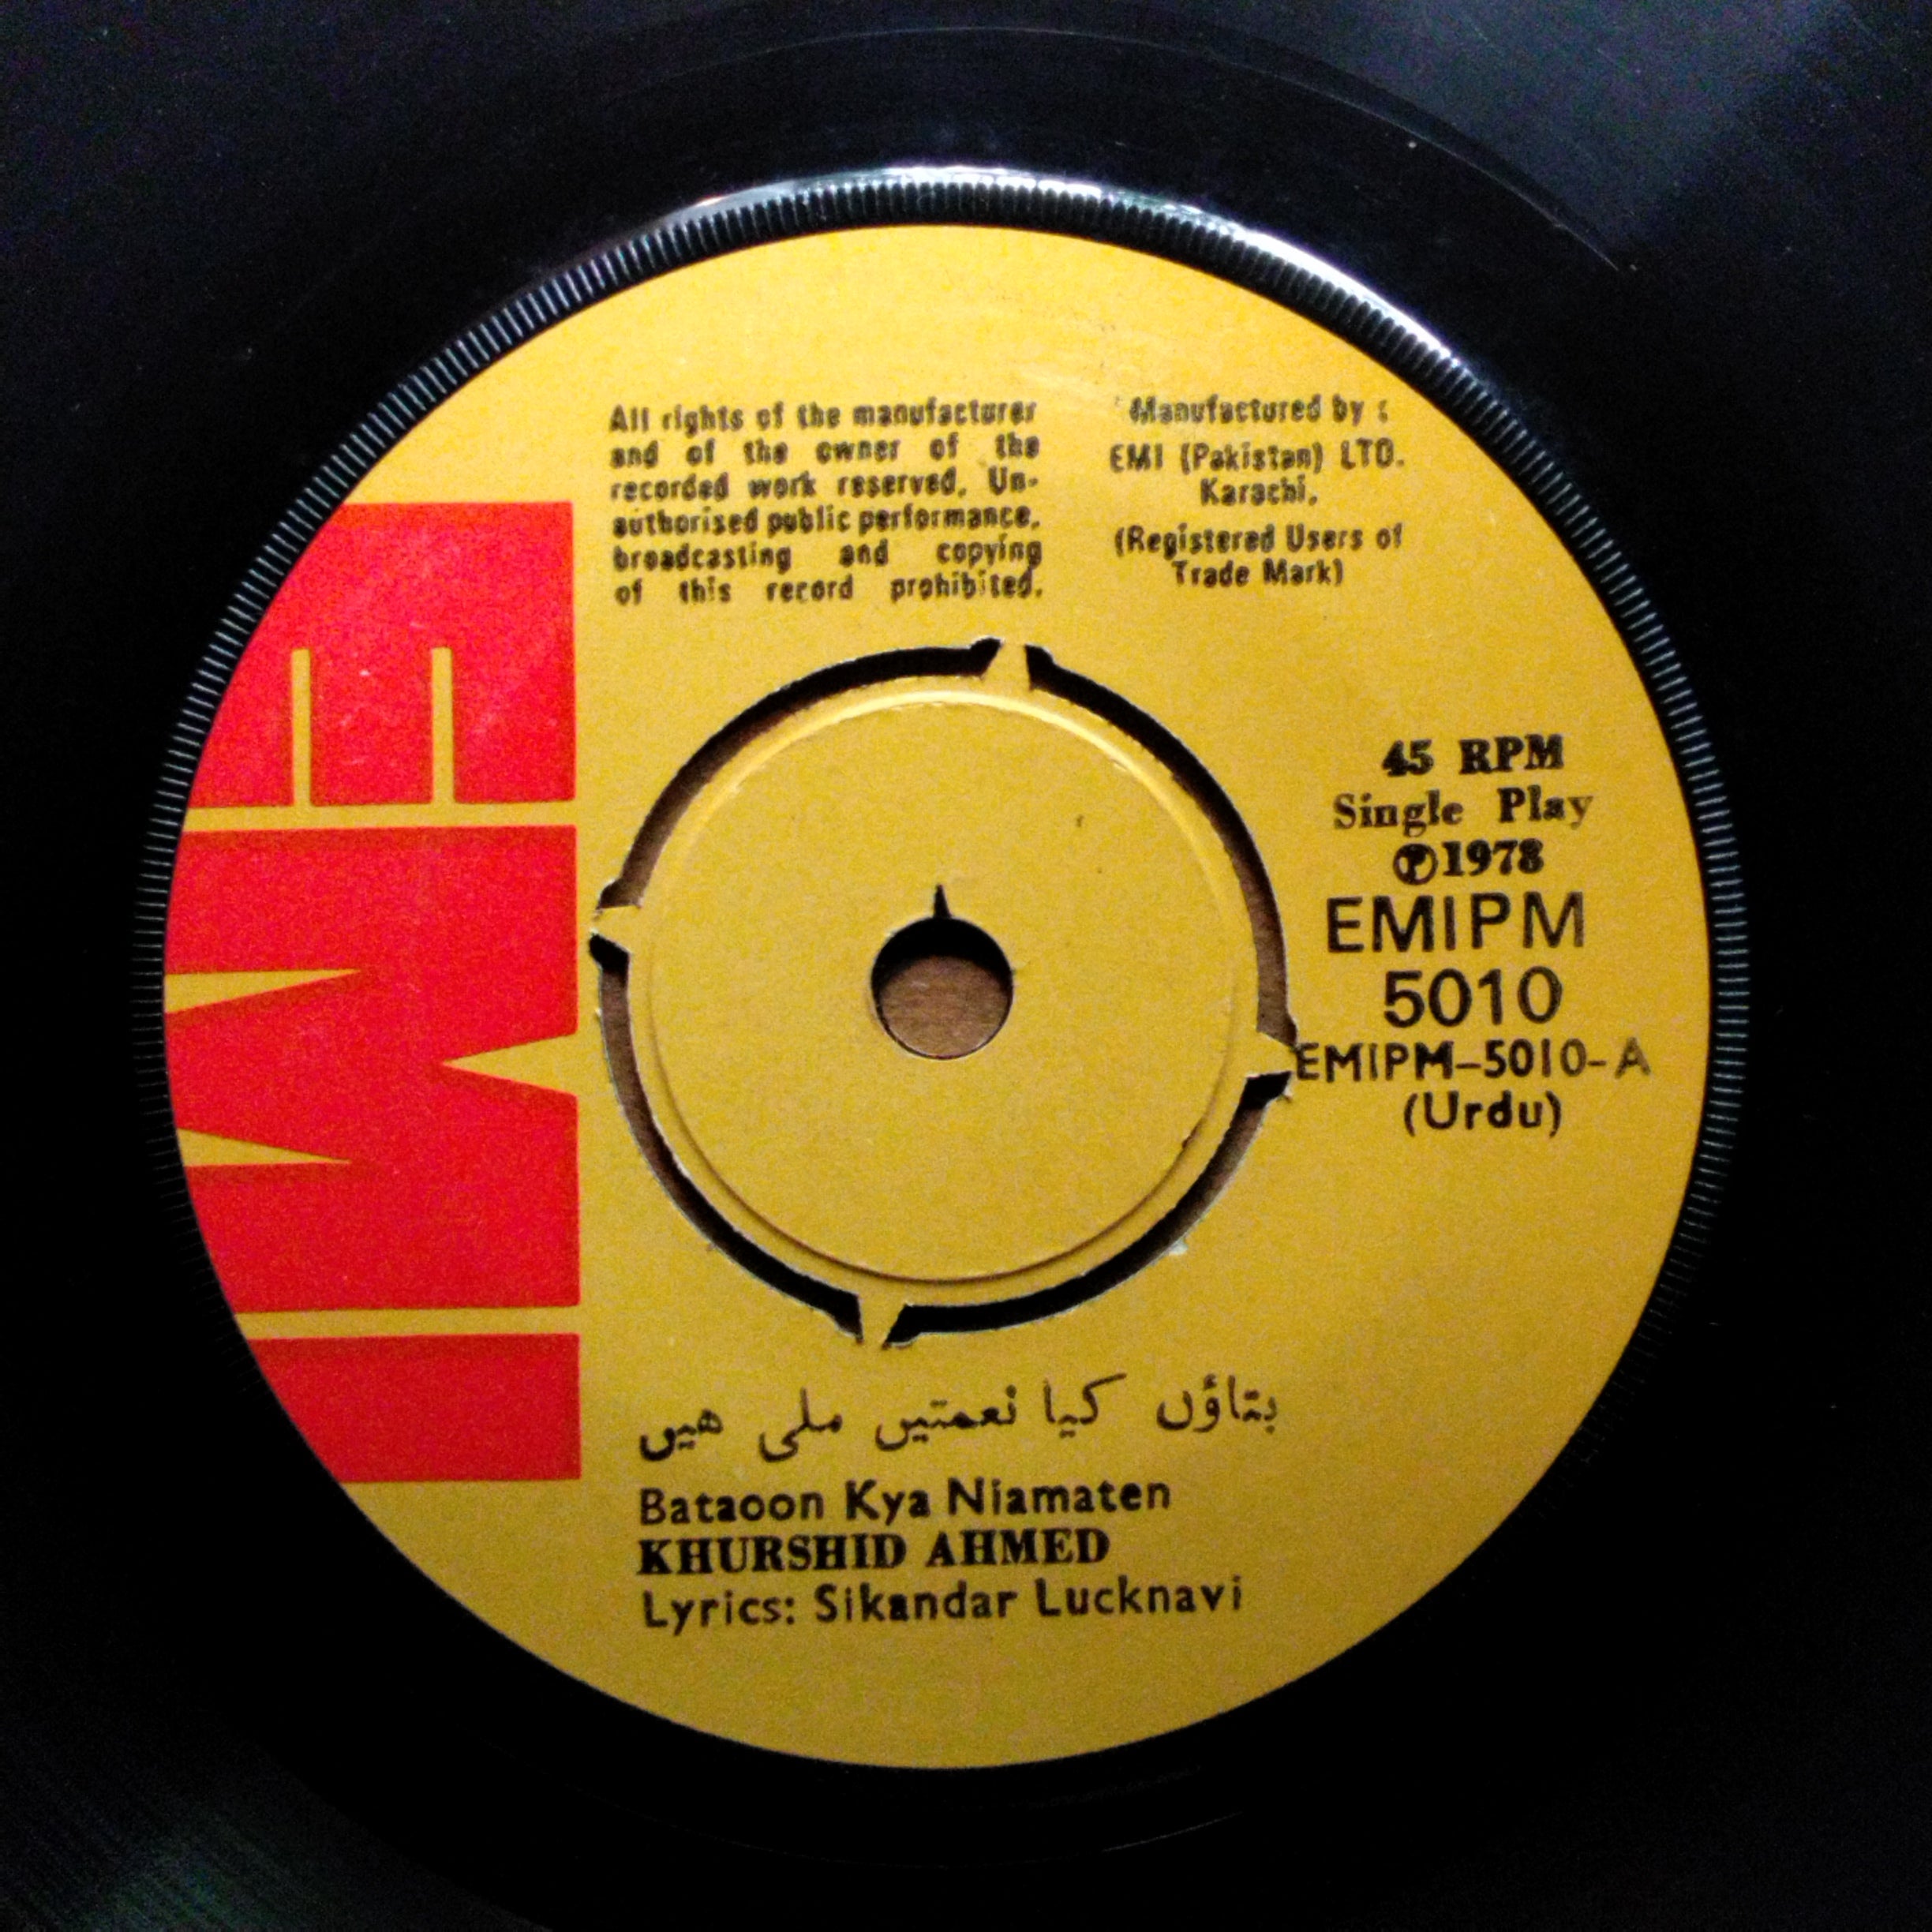 EMI
All rights of the manufacturer
and of the owner of the
recorded work reserved. Un-
authorised public performance,
broadcasting and copying
of this record prohibited.
Manufactured by :
EMI (Pakistan) LTD.
Karachi.
(Registered Users of
Trade Mark)
45 RPM
Single Play
℗1978
EMIPM
5010
EMIPM-5010-A
(Urdu)
بتاؤں کیا نعمتیں ملی ھیں
Bataoon Kya Niamaten
KHURSHID AHMED
Lyrics: Sikandar Lucknavi